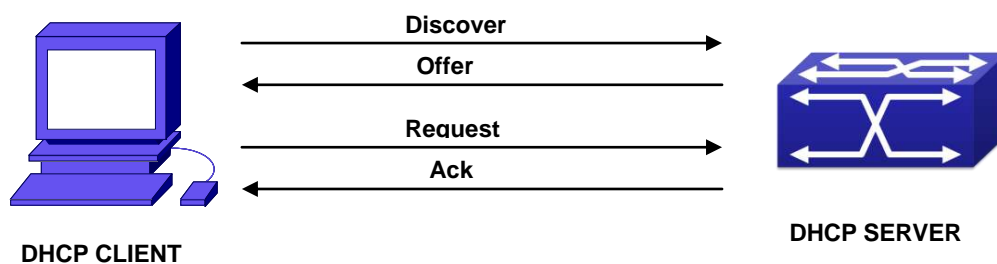 Discover
Offer
Request
Ack
DHCP CLIENT
DHCP SERVER